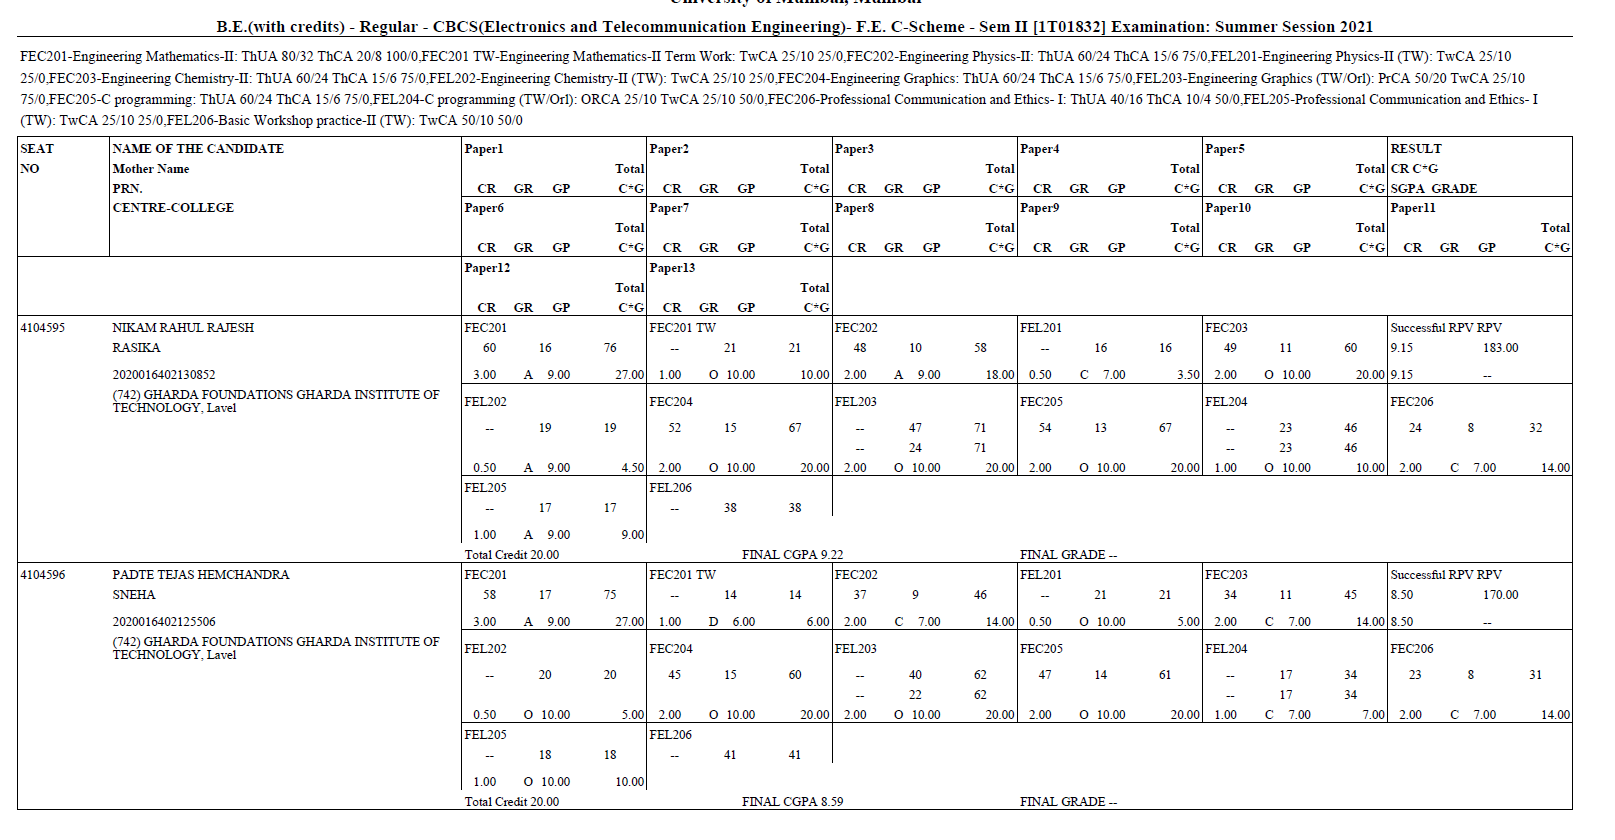 University of Mumbai, Mumbai
B.E.(with credits) - Regular - CBCS(Electronics and Telecommunication Engineering)- F.E. C-Scheme - Sem II [1T01832] Examination: Summer Session 2021
FEC201-Engineering Mathematics-II: ThUA 80/32 ThCA 20/8 100/0,FEC201 TW-Engineering Mathematics-II Term Work: TwCA 25/10 25/0,FEC202-Engineering Physics-II: ThUA 60/24 ThCA 15/6 75/0,FEL201-Engineering Physics-II (TW): TwCA 25/10
25/0,FEC203-Engineering Chemistry-II: ThUA 60/24 ThCA 15/6 75/0,FEL202-Engineering Chemistry-II (TW): TwCA 25/10 25/0,FEC204-Engineering Graphics: ThUA 60/24 ThCA 15/6 75/0,FEL203-Engineering Graphics (TW/Orl): PrCA 50/20 TwCA 25/10
75/0,FEC205-C programming: ThUA 60/24 ThCA 15/6 75/0,FEL204-C programming (TW/Orl): ORCA 25/10 TwCA 25/10 50/0,FEC206-Professional Communication and Ethics- I: ThUA 40/16 ThCA 10/4 50/0,FEL205-Professional Communication and Ethics- I
(TW): TwCA 25/10 25/0,FEL206-Basic Workshop practice-II (TW): TwCA 50/10 50/0
SEAT NAME OF THE CANDIDATE Paper1 Paper2 Paper3 Paper4 Paper5 RESULT
NO Mother Name Total Total Total Total Total CR C*G
PRN. CR GR GP C*G CR GR GP C*G CR GR GP C*G CR GR GP C*G CR GR GP C*G SGPA GRADE
CENTRE-COLLEGE Paper6 Paper7 Paper8 Paper9 Paper10 Paper11
Total Total Total Total Total Total
CR GR GP C*G CR GR GP C*G CR GR GP C*G CR GR GP C*G CR GR GP C*G CR GR GP C*G
Paper12 Paper13
Total Total
CR GR GP C*G CR GR GP C*G
4104595 NIKAM RAHUL RAJESH FEC201 FEC201 TW FEC202 FEL201 FEC203 Successful RPV RPV
RASIKA 60 16 76 -- 21 21 48 10 58 -- 16 16 49 11 60 9.15 183.00
2020016402130852 3.00 A 9.00 27.00 1.00 O 10.00 10.00 2.00 A 9.00 18.00 0.50 C 7.00 3.50 2.00 O 10.00 20.00 9.15 --
(742) GHARDA FOUNDATIONS GHARDA INSTITUTE OF
TECHNOLOGY, Lavel
FEL202 FEC204 FEL203 FEC205 FEL204 FEC206
-- 19 19 52 15 67 -- 47 71 54 13 67 -- 23 46 24 8 32
-- 24 71 -- 23 46
0.50 A 9.00 4.50 2.00 O 10.00 20.00 2.00 O 10.00 20.00 2.00 O 10.00 20.00 1.00 O 10.00 10.00 2.00 C 7.00 14.00
FEL205 FEL206
-- 17 17 -- 38 38
1.00 A 9.00 9.00
Total Credit 20.00 FINAL CGPA 9.22 FINAL GRADE --
4104596 PADTE TEJAS HEMCHANDRA FEC201 FEC201 TW FEC202 FEL201 FEC203 Successful RPV RPV
SNEHA 58 17 75 -- 14 14 37 9 46 -- 21 21 34 11 45 8.50 170.00
2020016402125506 3.00 A 9.00 27.00 1.00 D 6.00 6.00 2.00 C 7.00 14.00 0.50 O 10.00 5.00 2.00 C 7.00 14.00 8.50 --
(742) GHARDA FOUNDATIONS GHARDA INSTITUTE OF
TECHNOLOGY, Lavel
FEL202 FEC204 FEL203 FEC205 FEL204 FEC206
-- 20 20 45 15 60 -- 40 62 47 14 61 -- 17 34 23 8 31
-- 22 62 -- 17 34
0.50 O 10.00 5.00 2.00 O 10.00 20.00 2.00 O 10.00 20.00 2.00 O 10.00 20.00 1.00 C 7.00 7.00 2.00 C 7.00 14.00
FEL205 FEL206
-- 18 18 -- 41 41
1.00 O 10.00 10.00
Total Credit 20.00 FINAL CGPA 8.59 FINAL GRADE --